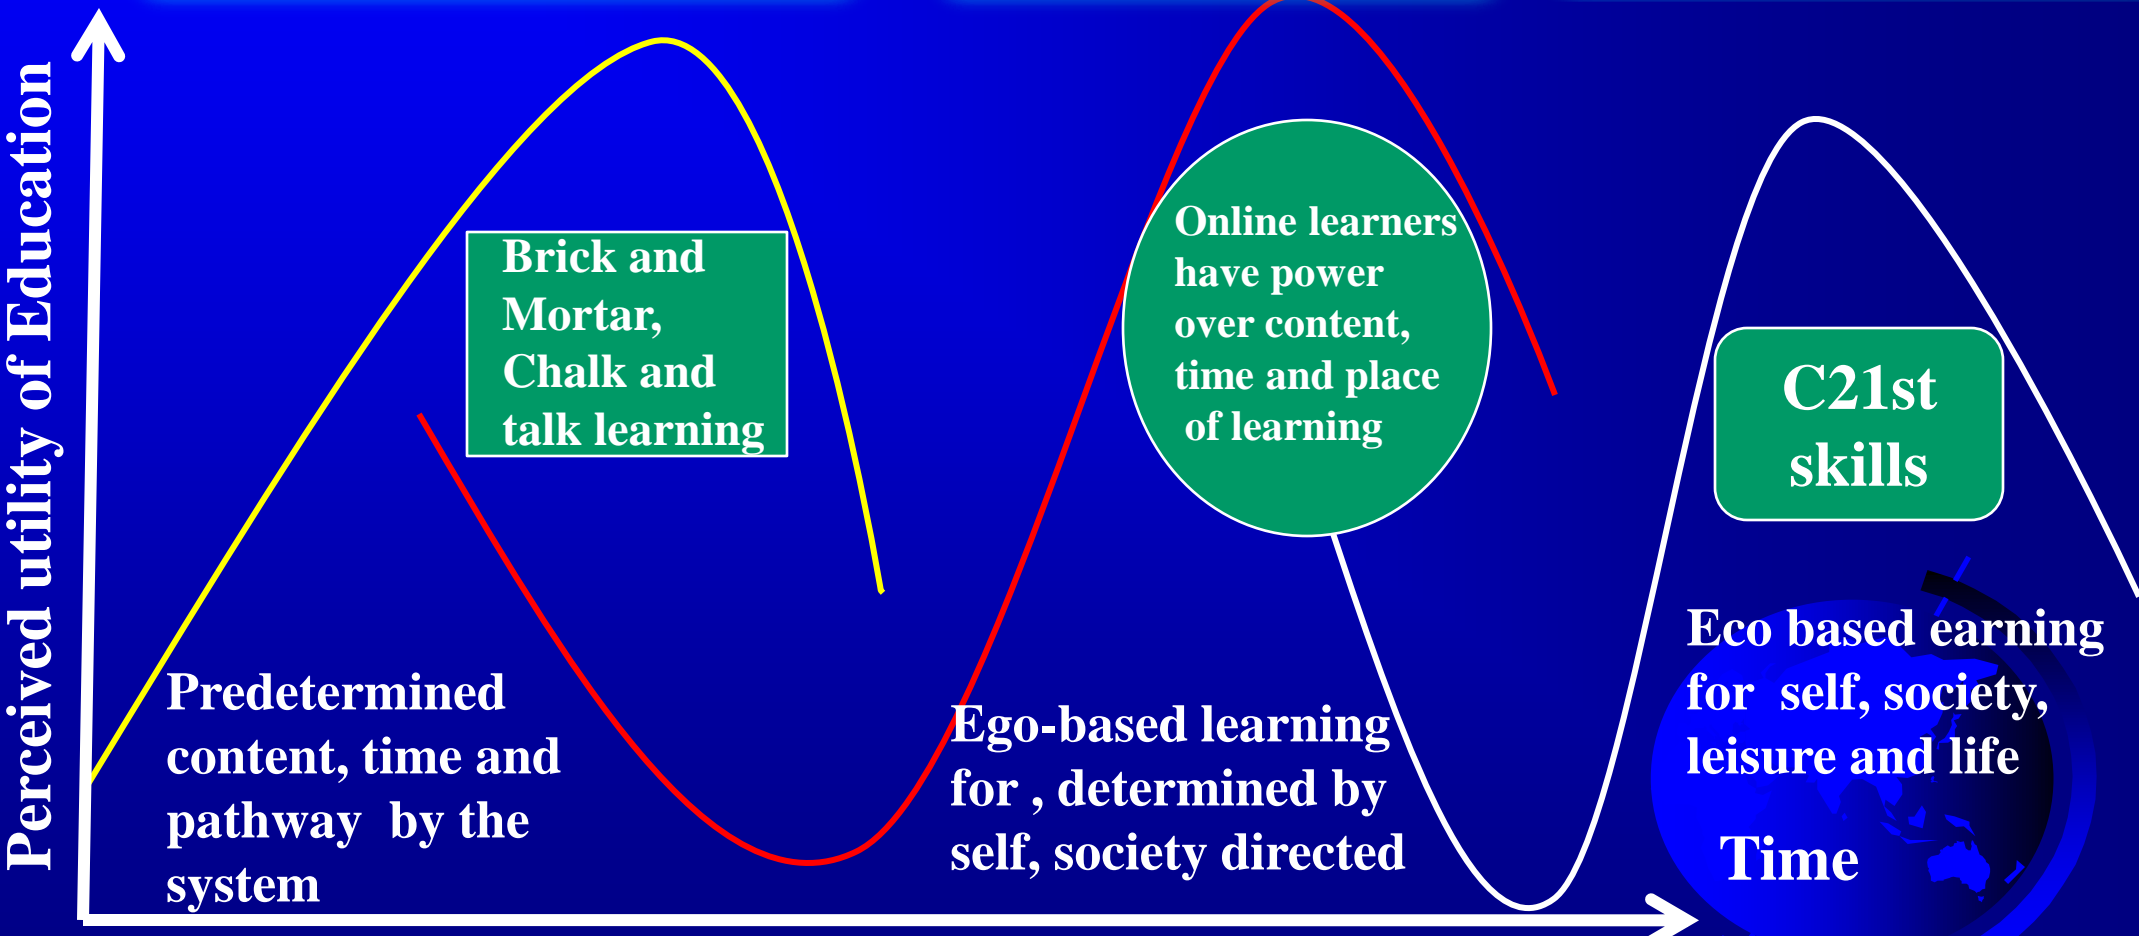 Perceived utility of Education
Brick and
Mortar,
Chalk and
talk learning
Online learners
have power
over content,
time and place
of learning
C21st
skills
Predetermined
content, time and
pathway  by the
system
Ego-based learning
for , determined by
self, society directed
Eco based earning
for  self, society,
leisure and life
Time